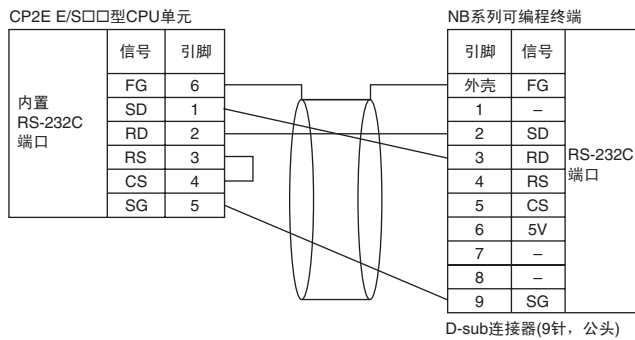 CP2E E/S□□型CPU单元
NB系列可编程终端
信号 引脚
引脚 信号
FG 6
外壳 FG
SD 1
1 –
RD 2
2 SD
RS 3
3 RD
CS 4
4 RS
SG 5
5 CS
6 5V
7 –
8 –
9 SG
内置
RS-232C
端口
RS-232C
端口
D-sub连接器(9针，公头)